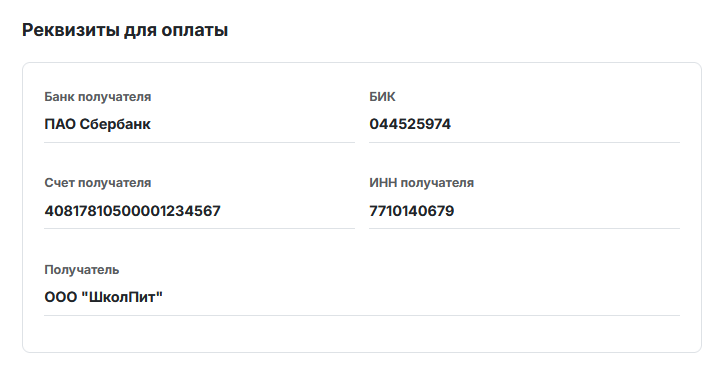 Реквизиты для оплаты
Банк получателя
ПАО Сбербанк
БИК
044525974
Счет получателя
40817810500001234567
ИНН получателя
7710140679
Получатель
ООО "ШколПит"